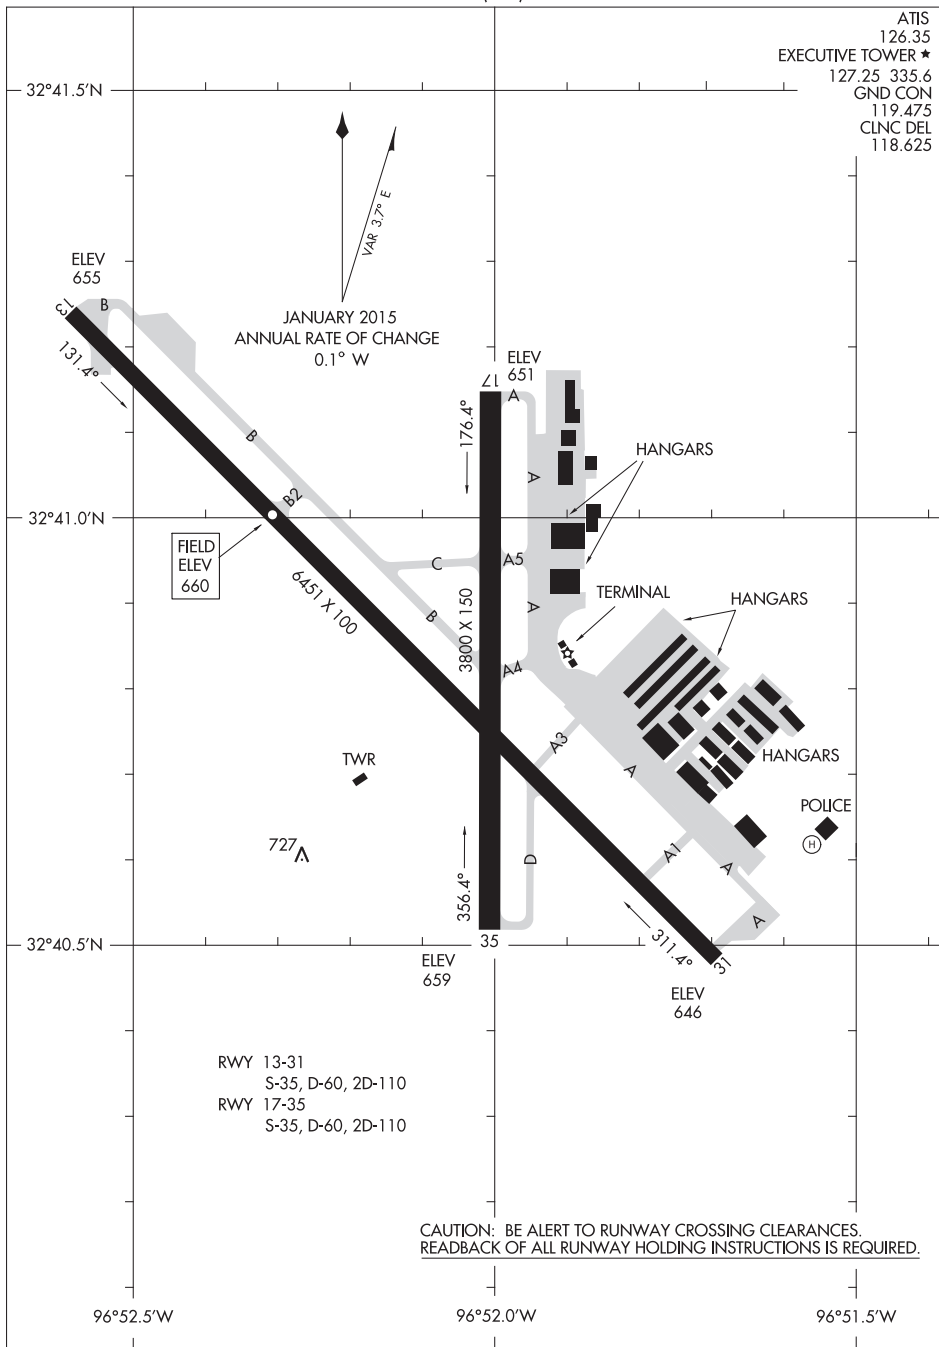 ATIS
126.35
EXECUTIVE TOWER ★
127.25 335.6
GND CON
119.475
CLNC DEL
118.625
32°41.5'N
VAR 3.7° E
JANUARY 2015
ANNUAL RATE OF CHANGE
0.1° W
ELEV
655
13
B
131.4°
ELEV
651
17
A
176.4°
B
A
HANGARS
B2
32°41.0'N
FIELD
ELEV
660
C
A5
6451 X 100
B
3800 X 150
A
TERMINAL
HANGARS
A4
A3
A
HANGARS
TWR
POLICE
H
727
D
A1
A
356.4°
A
311.4°
32°40.5'N
35
31
ELEV
659
ELEV
646
RWY 13-31
S-35, D-60, 2D-110
RWY 17-35
S-35, D-60, 2D-110
CAUTION: BE ALERT TO RUNWAY CROSSING CLEARANCES.
READBACK OF ALL RUNWAY HOLDING INSTRUCTIONS IS REQUIRED.
96°52.5'W
96°52.0'W
96°51.5'W